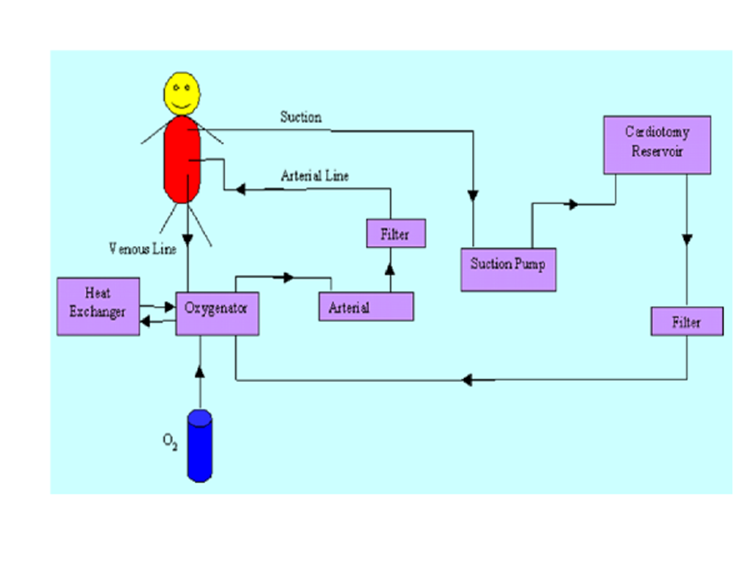 Suction
Cardiotomy
Reservoir
Arterial Line
Filter
Venous Line
Suction Pump
Heat
Exchanger
Oxygenator
Arterial
Filter
O2